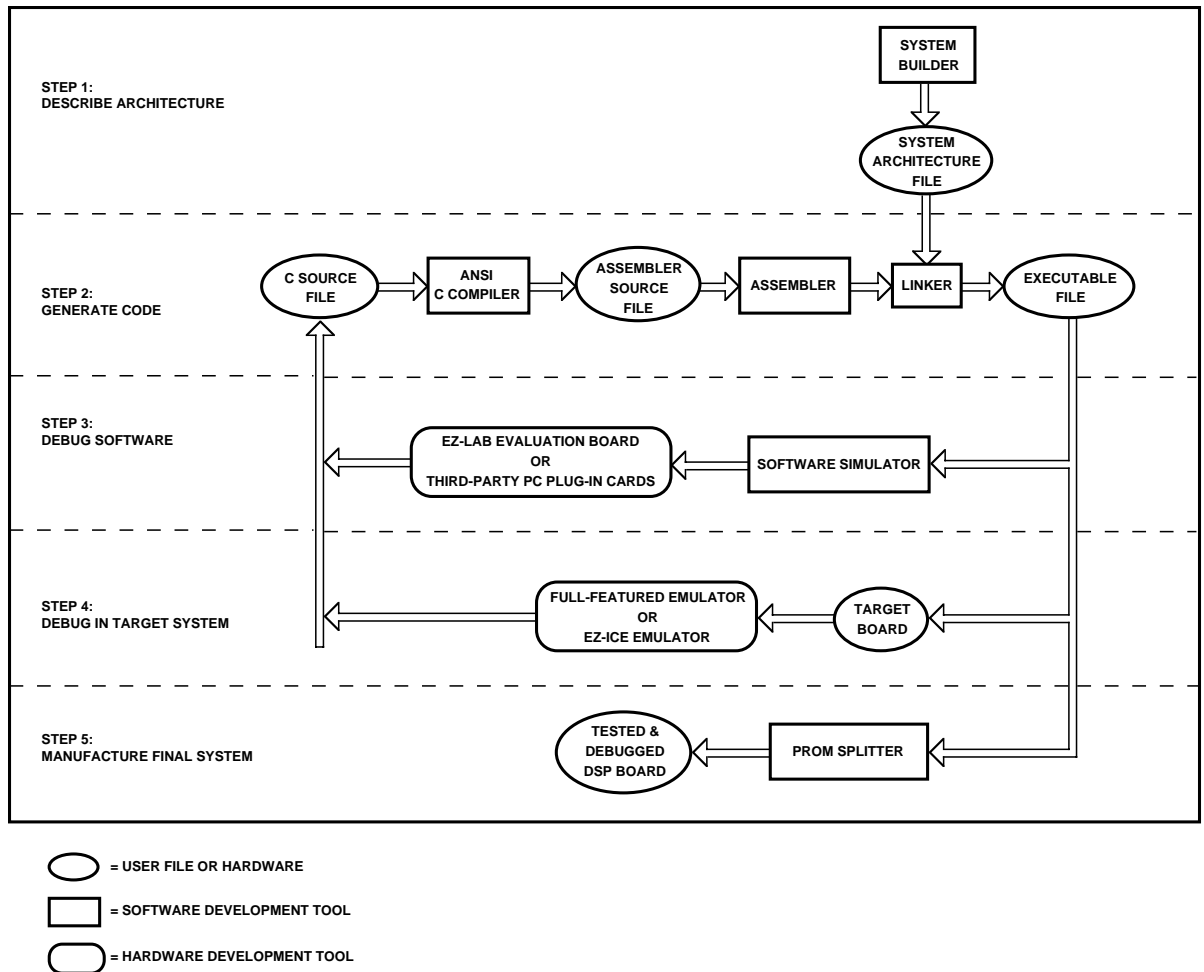 STEP 1:
DESCRIBE ARCHITECTURE
SYSTEM
BUILDER
SYSTEM
ARCHITECTURE
FILE
STEP 2:
GENERATE CODE
C SOURCE
FILE
ANSI
C COMPILER
ASSEMBLER
SOURCE
FILE
ASSEMBLER
LINKER
EXECUTABLE
FILE
STEP 3:
DEBUG SOFTWARE
EZ-LAB EVALUATION BOARD
OR
THIRD-PARTY PC PLUG-IN CARDS
SOFTWARE SIMULATOR
STEP 4:
DEBUG IN TARGET SYSTEM
FULL-FEATURED EMULATOR
OR
EZ-ICE EMULATOR
TARGET
BOARD
STEP 5:
MANUFACTURE FINAL SYSTEM
TESTED &
DEBUGGED
DSP BOARD
PROM SPLITTER
= USER FILE OR HARDWARE
= SOFTWARE DEVELOPMENT TOOL
= HARDWARE DEVELOPMENT TOOL